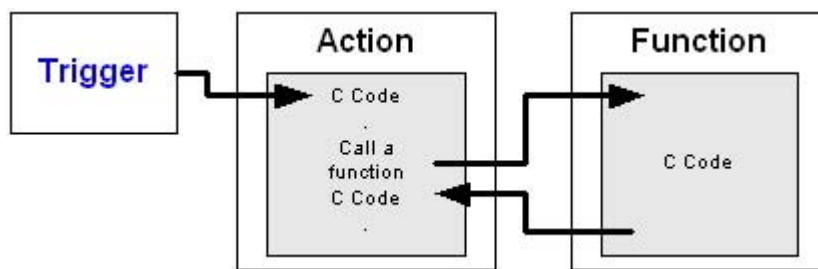 Trigger
Action
C Code
.
Call a
function
C Code
.
Function
C Code